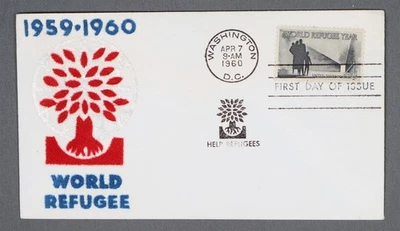 1959·1960
WORLD
REFUGEE
WASHINGTON
APR 7
9-AM
1960
D.C.
HELP REFUGEES
WORLD REFUGEE YEAR
FIRST DAY OF ISSUE